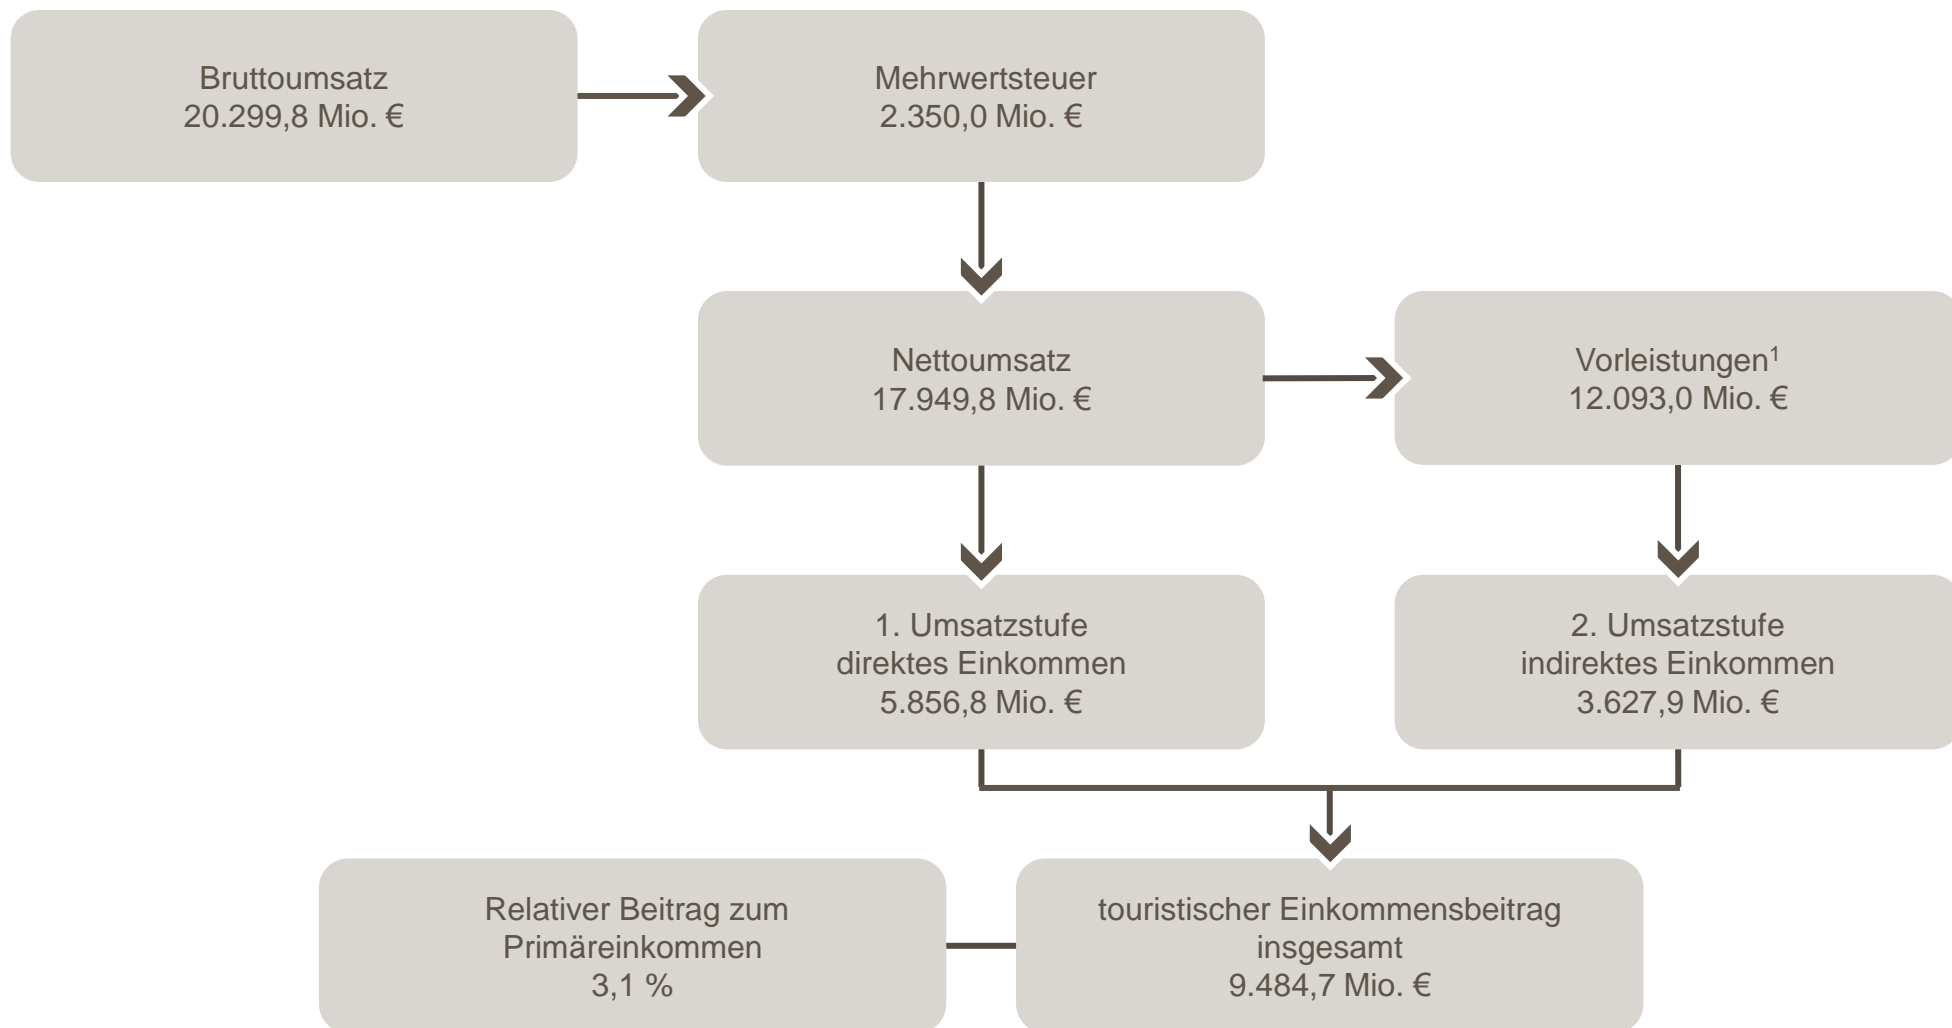 Bruttoumsatz
20.299,8 Mio. €
Mehrwertsteuer
2.350,0 Mio. €
Nettoumsatz
17.949,8 Mio. €
Vorleistungen¹
12.093,0 Mio. €
1. Umsatzstufe
direktes Einkommen
5.856,8 Mio. €
2. Umsatzstufe
indirektes Einkommen
3.627,9 Mio. €
Relativer Beitrag zum
Primäreinkommen
3,1 %
touristischer Einkommensbeitrag
insgesamt
9.484,7 Mio. €